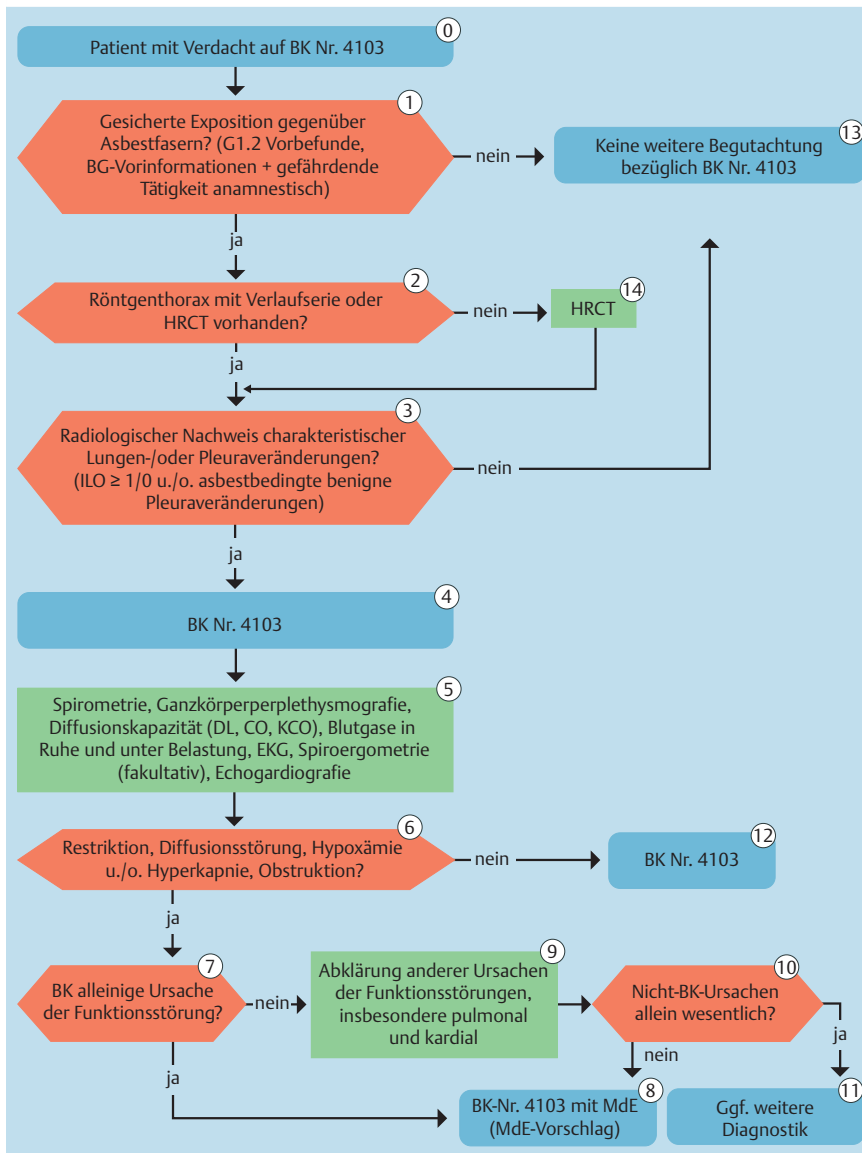 0
Patient mit Verdacht auf BK Nr. 4103
1
Gesicherte Exposition gegenüber
Asbestfasern? (G1.2 Vorbefunde,
BG-Vorinformationen + gefährdende
Tätigkeit anamnestisch)
nein
13
Keine weitere Begutachtung
bezüglich BK Nr. 4103
ja
2
Röntgenthorax mit Verlaufserie oder
HRCT vorhanden?
nein
14
HRCT
ja
3
Radiologischer Nachweis charakteristischer
Lungen-/oder Pleuraveränderungen?
(ILO ≥ 1/0 u./o. asbestbedingte benigne
Pleuraveränderungen)
nein
ja
4
BK Nr. 4103
5
Spirometrie, Ganzkörperperplethysmografie,
Diffusionskapazität (DL, CO, KCO), Blutgase in
Ruhe und unter Belastung, EKG, Spiroergometrie
(fakultativ), Echogardiografie
6
Restriktion, Diffusionsstörung, Hypoxämie
u./o. Hyperkapnie, Obstruktion?
nein
12
BK Nr. 4103
ja
7
BK alleinige Ursache
der Funktionsstörung?
nein
9
Abklärung anderer Ursachen
der Funktionsstörungen,
insbesondere pulmonal
und kardial
10
Nicht-BK-Ursachen
allein wesentlich?
ja
nein
ja
8
BK-Nr. 4103 mit MdE
(MdE-Vorschlag)
11
Ggf. weitere
Diagnostik